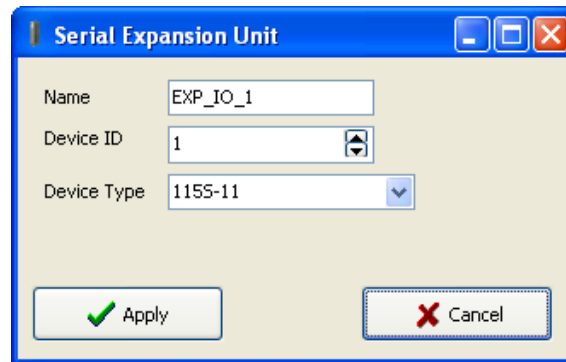 Serial Expansion Unit
Name EXP_IO_1
Device ID 1
Device Type 115S-11
Apply Cancel